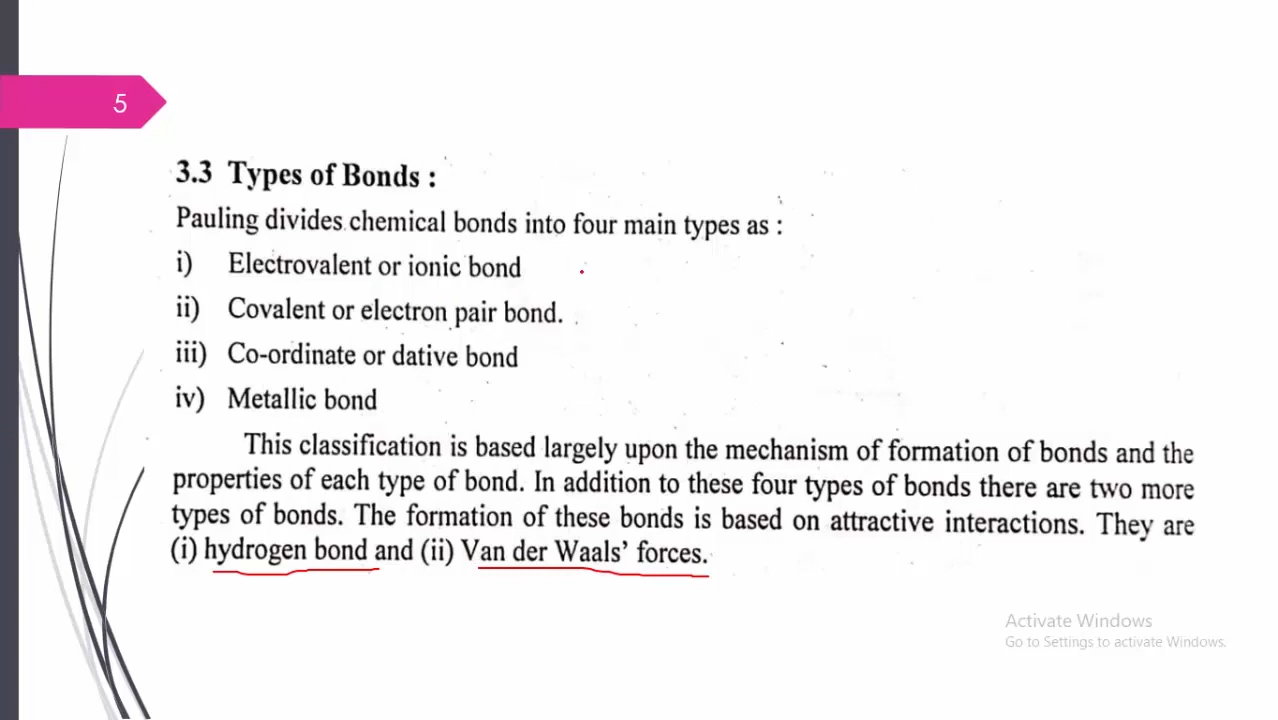 5
3.3 Types of Bonds :
Pauling divides chemical bonds into four main types as :
i) Electrovalent or ionic bond
ii) Covalent or electron pair bond.
iii) Co-ordinate or dative bond
iv) Metallic bond
This classification is based largely upon the mechanism of formation of bonds and the
properties of each type of bond. In addition to these four types of bonds there are two more
types of bonds. The formation of these bonds is based on attractive interactions. They are
(i) hydrogen bond and (ii) Van der Waals’ forces.
Activate Windows
Go to Settings to activate Windows.